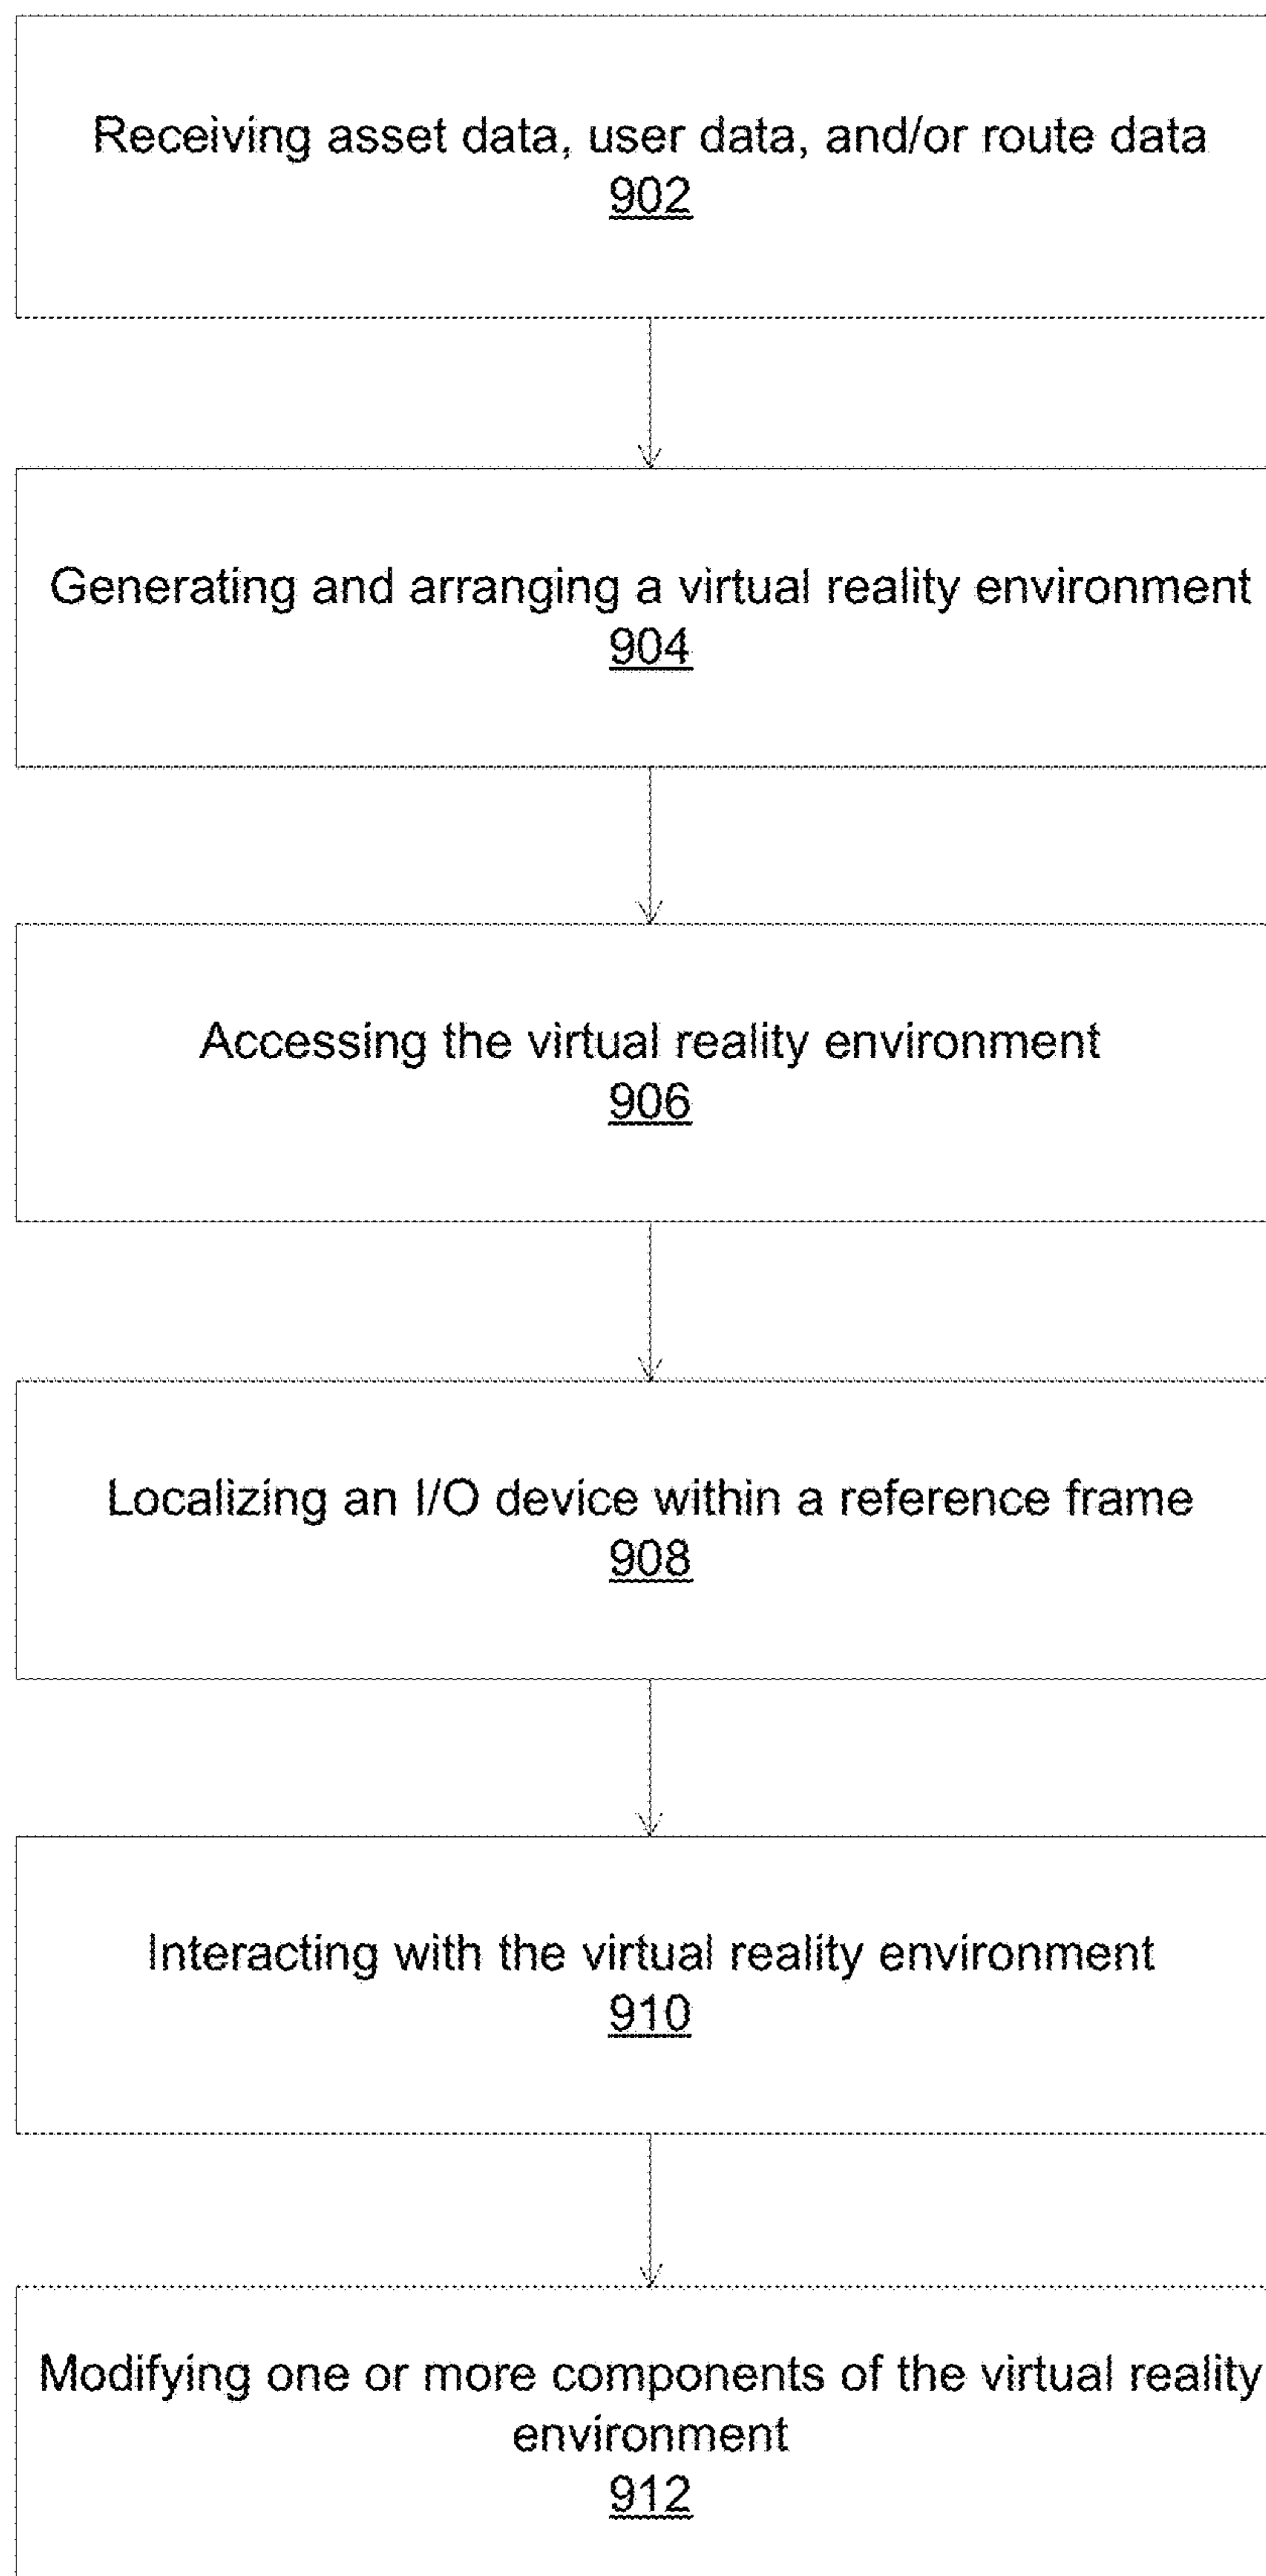 Receiving asset data, user data, and/or route data
902
Generating and arranging a virtual reality environment
904
Accessing the virtual reality environment
906
Localizing an I/O device within a reference frame
908
Interacting with the virtual reality environment
910
Modifying one or more components of the virtual reality
environment
912